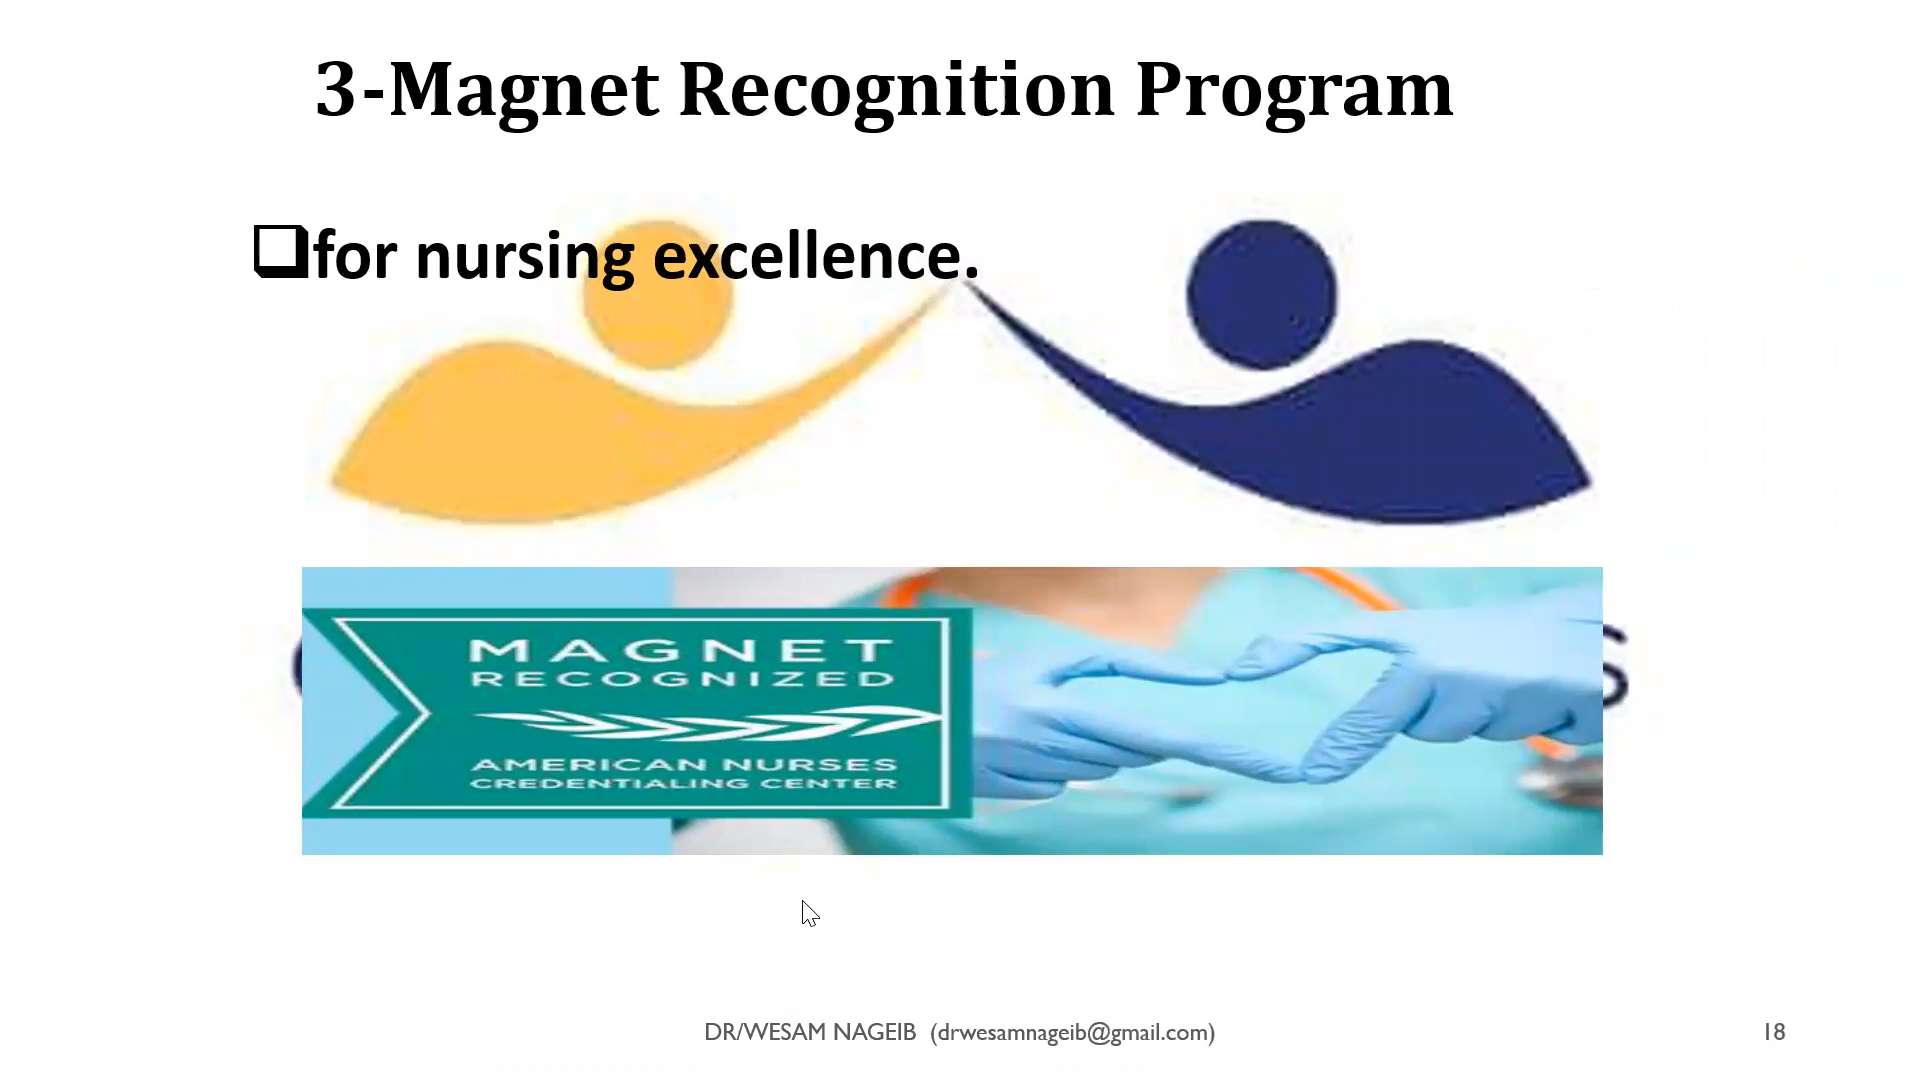 3-Magnet Recognition Program
for nursing excellence.
MAGNET
RECOGNIZED
AMERICAN NURSES
CREDENTIALING CENTER
DR/WESAM NAGEIB (drwesamnageib@gmail.com)
18